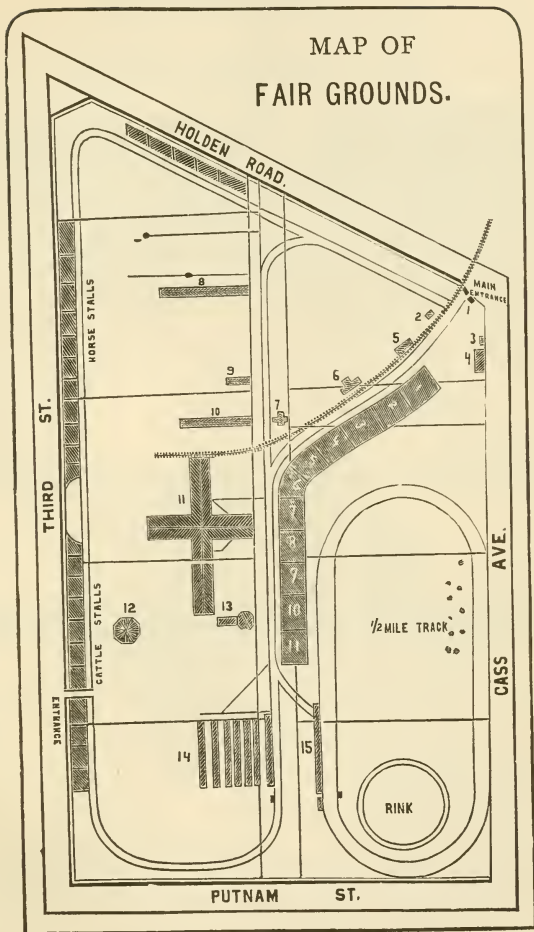 MAP OF
FAIR GROUNDS.
HOLDEN ROAD.
MAIN
ENTRANCE
1
2
3
4
5
6
7
8
9
10
11
12
13
14
15
HORSE STALLS
THIRD ST.
CATTLE STALLS
ENTRANCE
7
8
9
10
11
1/2 MILE TRACK
CASS AVE.
RINK
PUTNAM ST.